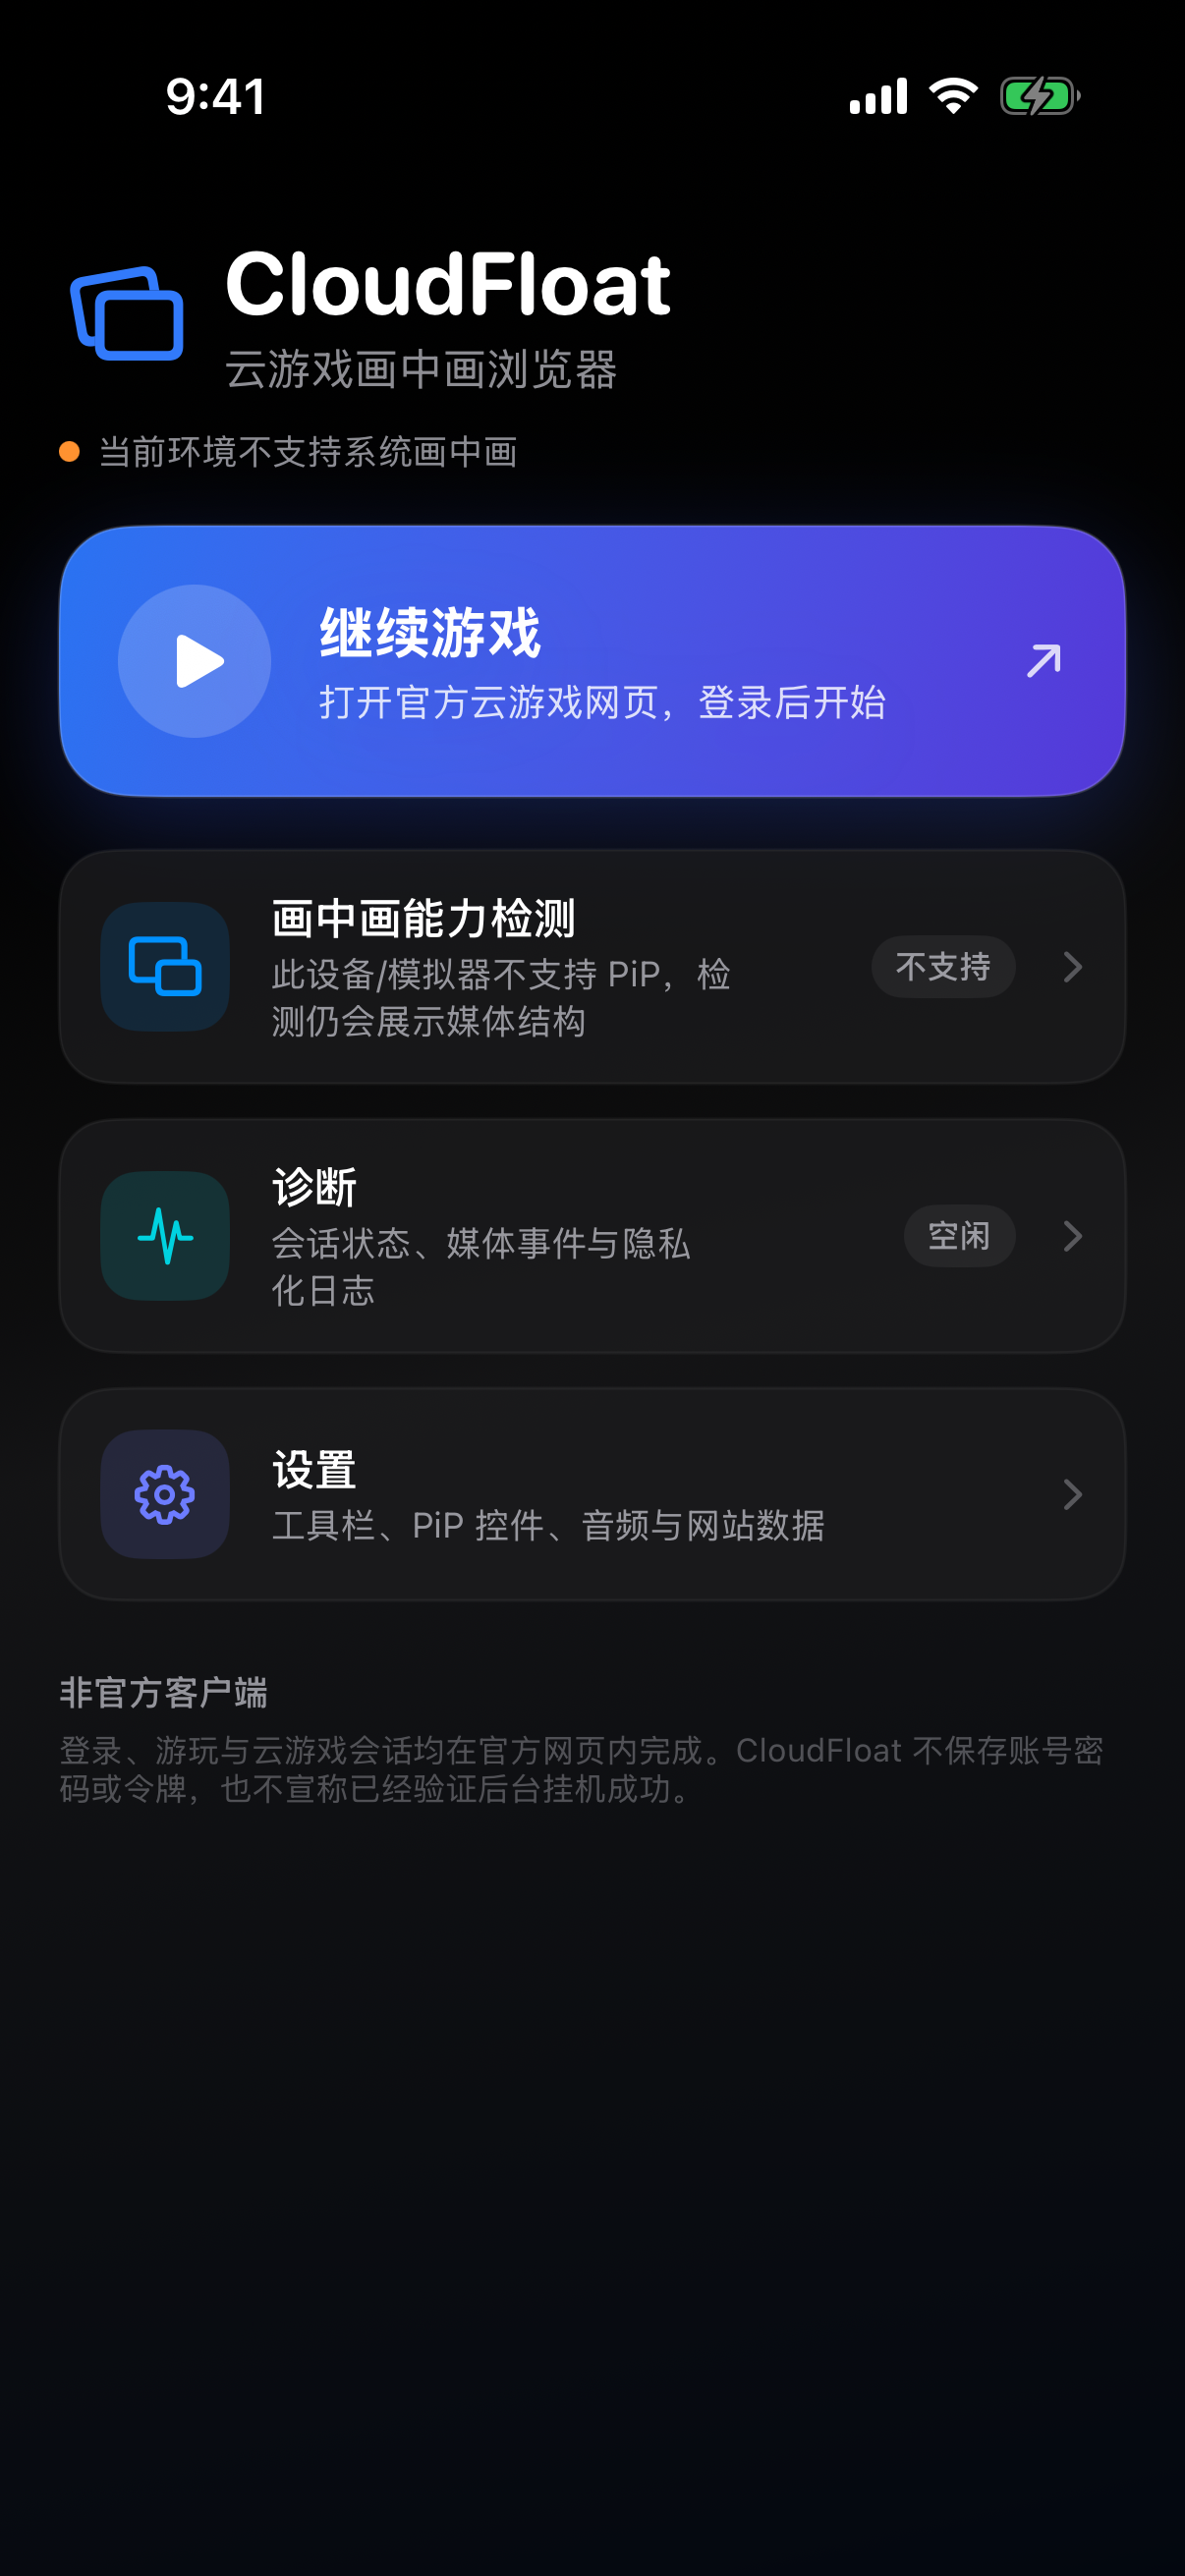 9:41
CloudFloat
云游戏画中画浏览器
当前环境不支持系统画中画
继续游戏
打开官方云游戏网页，登录后开始
画中画能力检测
此设备/模拟器不支持 PiP，检
测仍会展示媒体结构
不支持
诊断
会话状态、媒体事件与隐私
化日志
空闲
设置
工具栏、PiP 控件、音频与网站数据
非官方客户端
登录、游玩与云游戏会话均在官方网页内完成。CloudFloat 不保存账号密
码或令牌，也不宣称已经验证后台挂机成功。